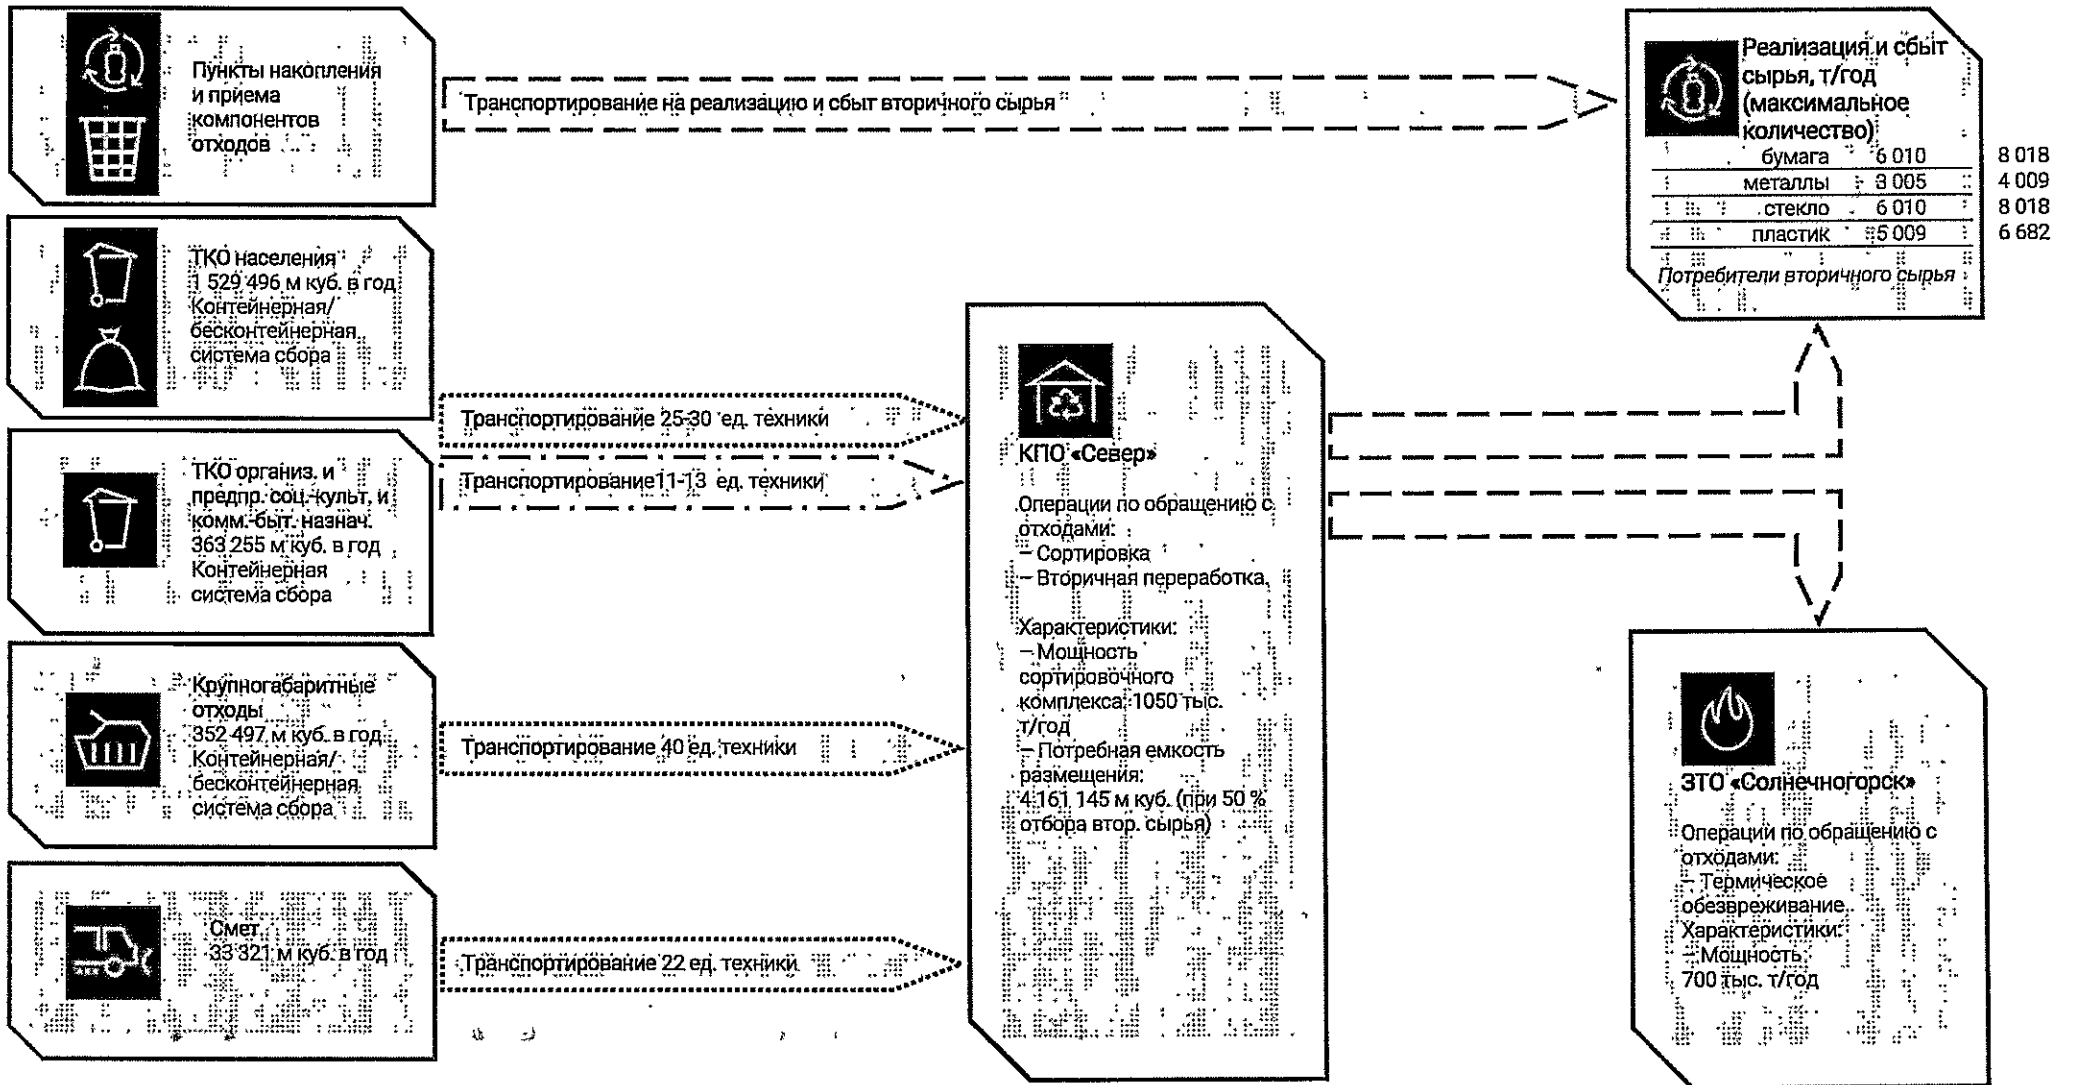 Пункты накопления
и приема
компонентов
отходов
Транспортирование на реализацию и сбыт вторичного сырья
Реализация и сбыт
сырья, т/год
(максимальное
количество)
бумага 6 010 8 018
металлы 3 005 4 009
стекло 6 010 8 018
пластик 5 009 6 682
Потребители вторичного сырья
ТКО населения
1 529 496 м куб. в год
Контейнерная/
бесконтейнерная
система сбора
Транспортирование 25-30 ед. техники
ТКО организ. и
предпр. соц.-культ. и
комм.-быт. назнач.
363 255 м куб. в год
Контейнерная
система сбора
Транспортирование11-13 ед. техники
Крупногабаритные
отходы
352 497 м куб. в год
Контейнерная/
бесконтейнерная
система сбора
Транспортирование 40 ед. техники
Смет
33 321 м куб. в год
Транспортирование 22 ед. техники
КПО «Север»
Операции по обращению с
отходами:
– Сортировка
– Вторичная переработка
Характеристики:
– Мощность
сортировочного
комплекса: 1050 тыс.
т/год
– Потребная емкость
размещения:
4 161 145 м куб. (при 50 %
отбора втор. сырья)
ЗТО «Солнечногорск»
Операции по обращению с
отходами:
– Термическое
обезвреживание
Характеристики:
– Мощность:
700 тыс. т/год